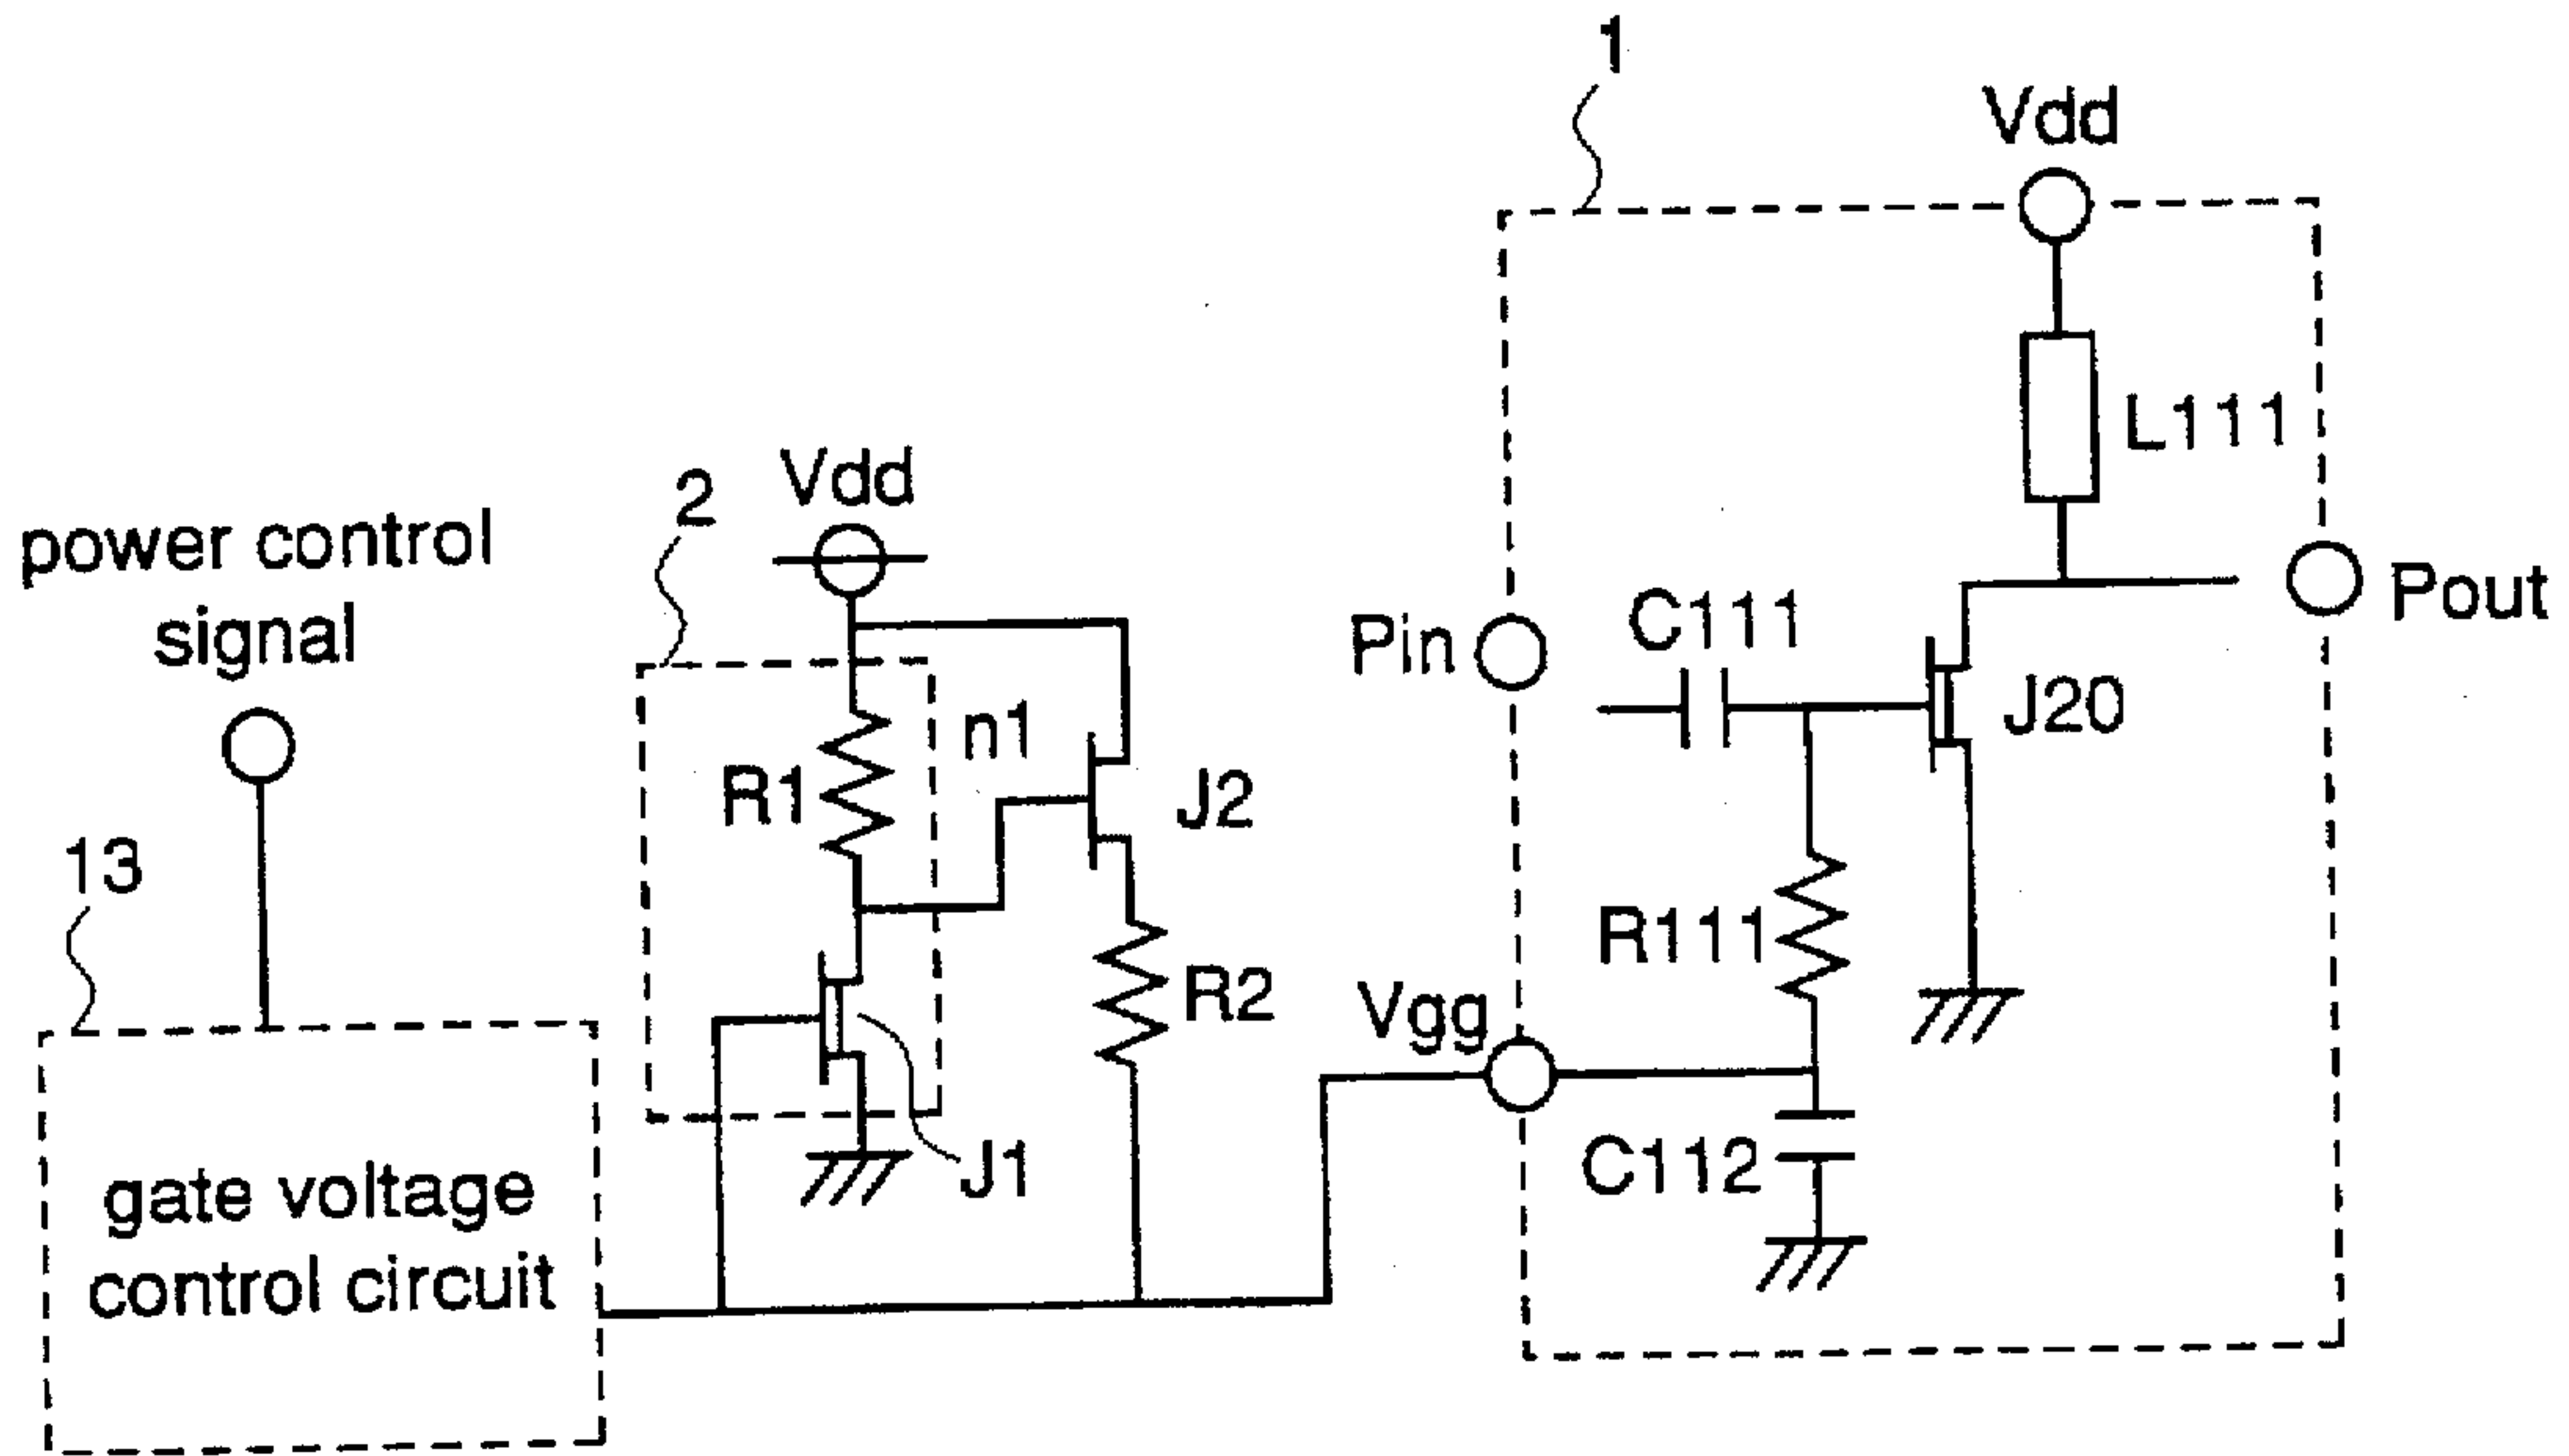 1
Vdd
L111
Pout
Pin
C111
J20
R111
Vgg
C112
2
Vdd
n1
R1
J2
R2
J1
power control
signal
13
gate voltage
control circuit